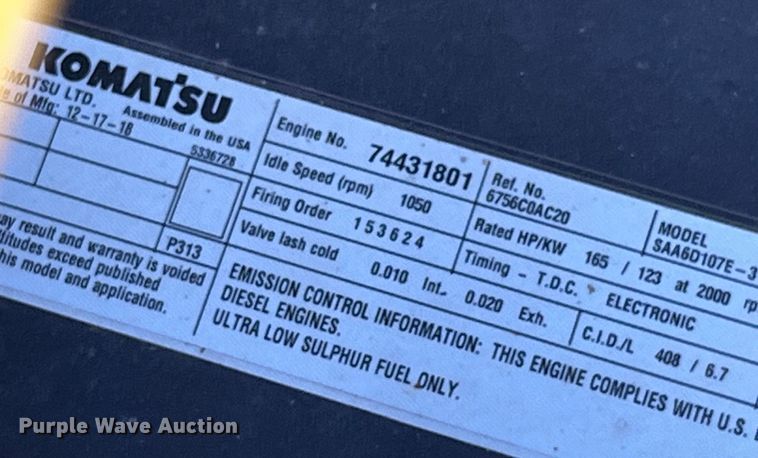 KOMATSU
OMATSU LTD.
e of Mfg: 12-17-18
Assembled in the USA
5336728
P313
ay result and warranty is voided
titudes exceed published
his model and application.
Engine No. 74431801
Idle Speed (rpm) 1050
Firing Order 1 5 3 6 2 4
Valve lash cold 0.010 Int. 0.020 Exh.
Ref. No.
6756C0AC20
MODEL
SAA6D107E-3
Rated HP/KW 165 / 123 at 2000 rp
Timing - T.D.C. ELECTRONIC
C.I.D./L 408 / 6.7
EMISSION CONTROL INFORMATION: THIS ENGINE COMPLIES WITH U.S.
DIESEL ENGINES.
ULTRA LOW SULPHUR FUEL ONLY.
Purple Wave Auction